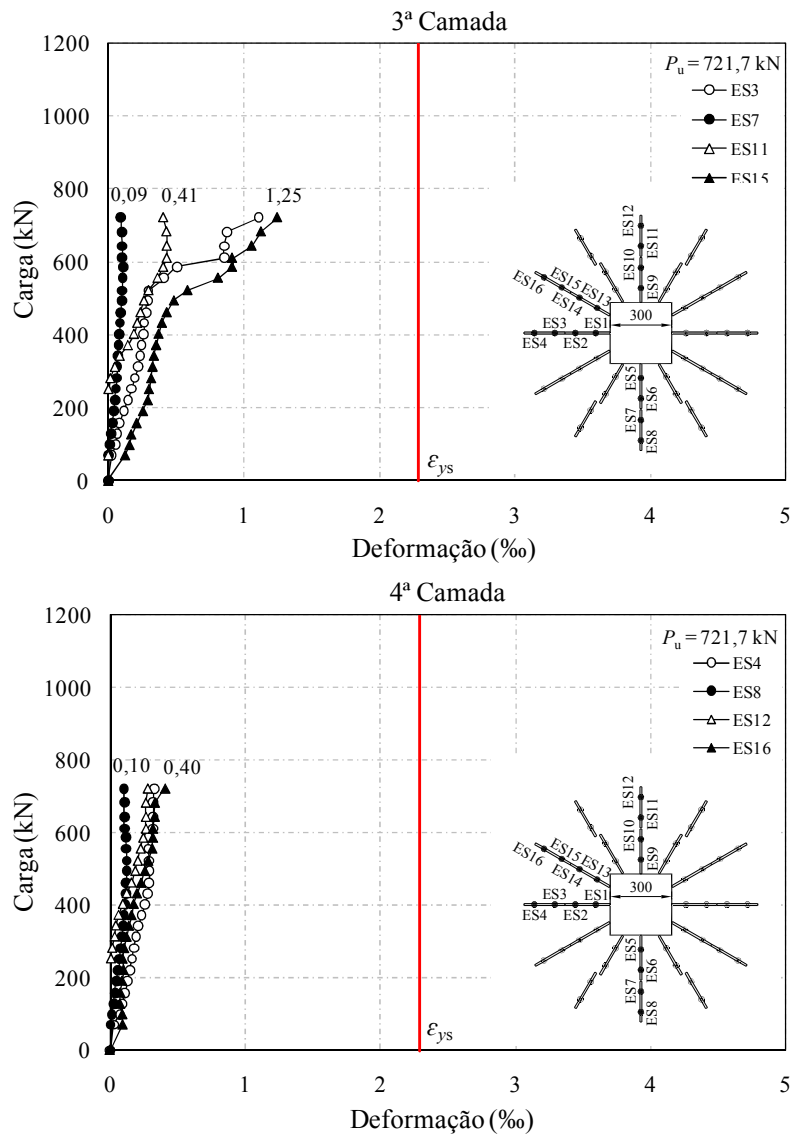 3ª Camada
1200
1000
800
600
400
200
0
Carga (kN)
0 1 2 3 4 5
Deformação (‰)
0,09 0,41 1,25
εys
Pu = 721,7 kN
ES3
ES7
ES11
ES15
ES12
ES11
ES10
ES9
ES16 ES15 ES14 ES13
ES4 ES3 ES2 ES1
300
ES5
ES6
ES7
ES8
4ª Camada
1200
1000
800
600
400
200
0
Carga (kN)
0 1 2 3 4 5
Deformação (‰)
0,10 0,40
εys
Pu = 721,7 kN
ES4
ES8
ES12
ES16
ES12
ES11
ES10
ES9
ES16 ES15 ES14 ES13
ES4 ES3 ES2 ES1
300
ES5
ES6
ES7
ES8